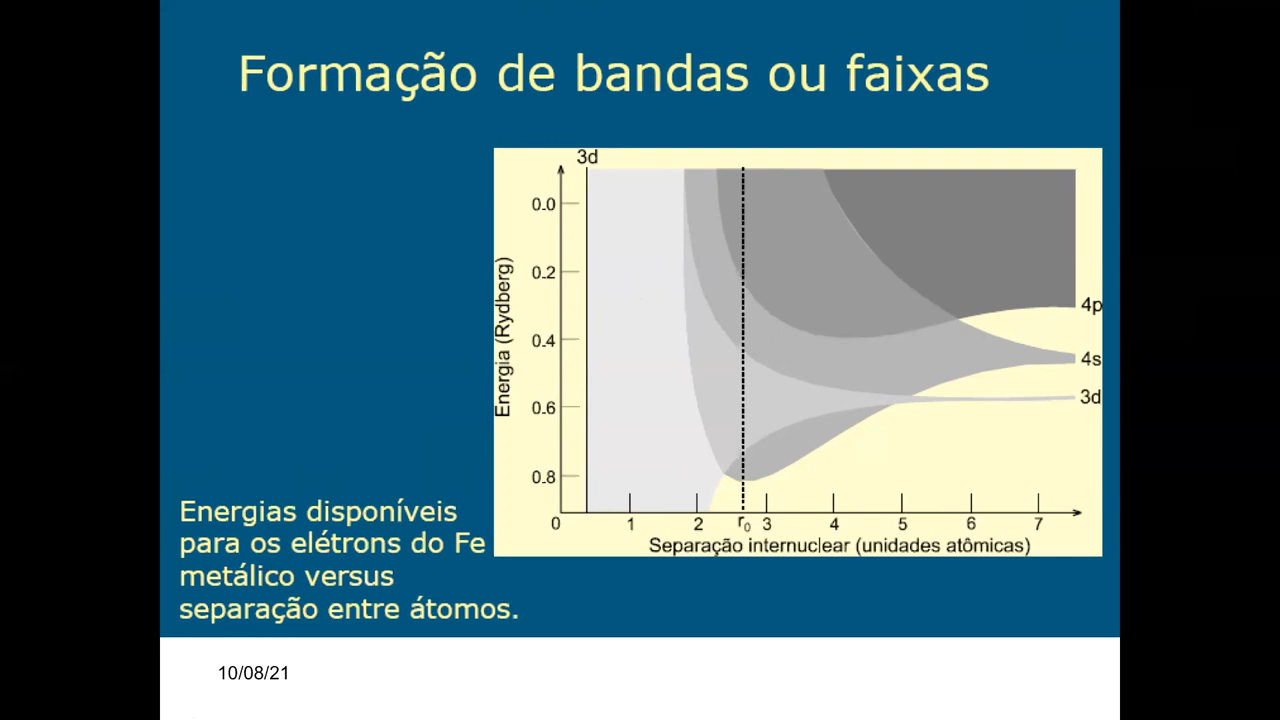 Formação de bandas ou faixas
3d
0.0
0.2
0.4
0.6
0.8
Energia (Rydberg)
4p
4s
3d
0 1 2 r0 3 4 5 6 7
Separação internuclear (unidades atômicas)
Energias disponíveis
para os elétrons do Fe
metálico versus
separação entre átomos.
10/08/21